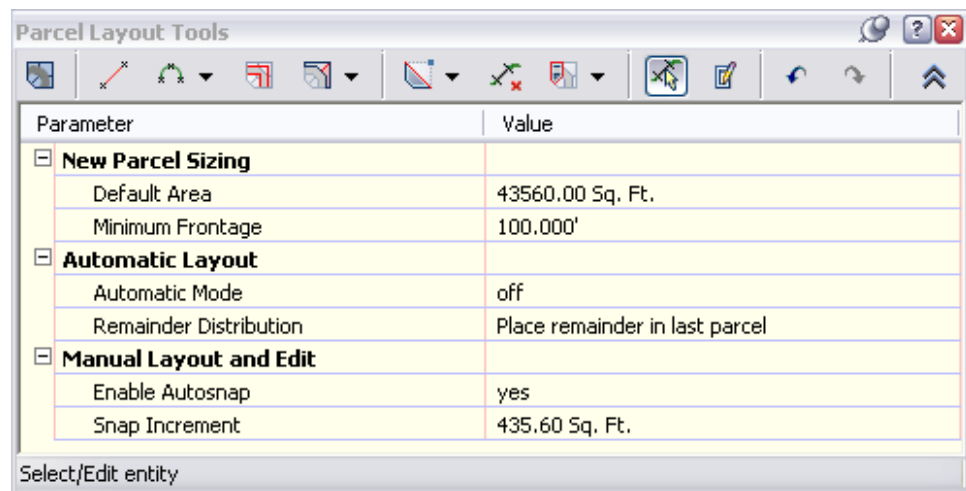 Parcel Layout Tools
Parameter Value
New Parcel Sizing
Default Area 43560.00 Sq. Ft.
Minimum Frontage 100.000'
Automatic Layout
Automatic Mode off
Remainder Distribution Place remainder in last parcel
Manual Layout and Edit
Enable Autosnap yes
Snap Increment 435.60 Sq. Ft.
Select/Edit entity